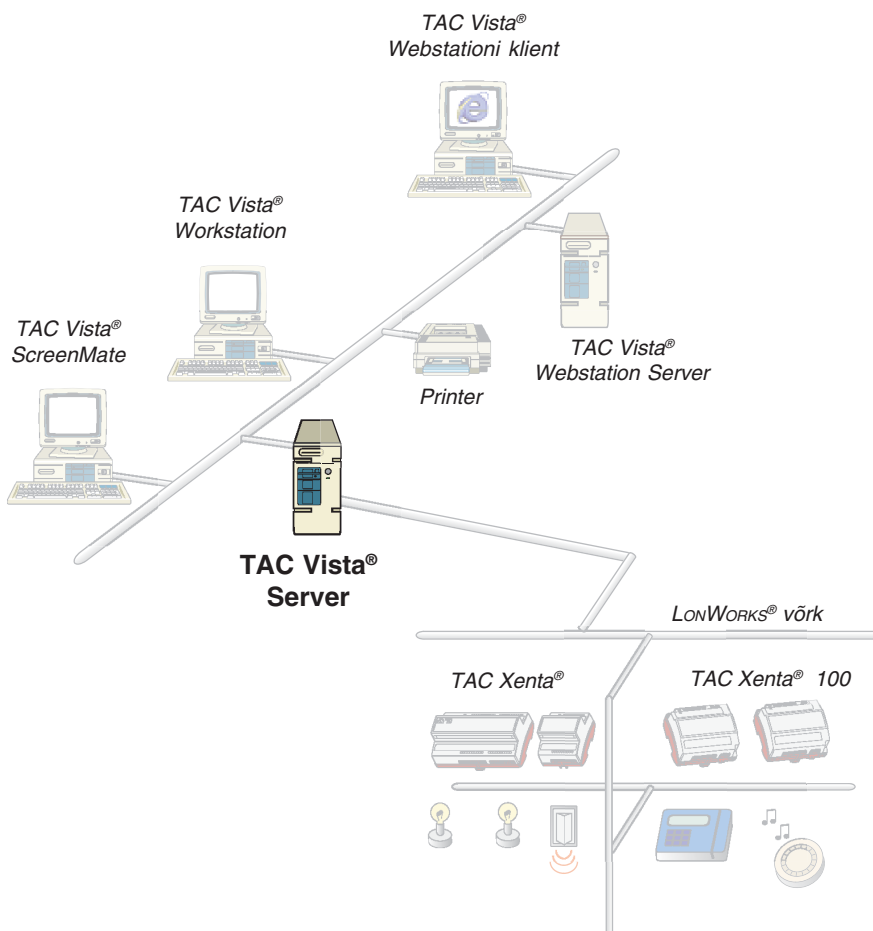 TAC Vista®
Webstationi klient
TAC Vista®
Workstation
TAC Vista®
ScreenMate
TAC Vista®
Webstation Server
Printer
TAC Vista®
Server
LONWORKS® võrk
TAC Xenta®
TAC Xenta® 100